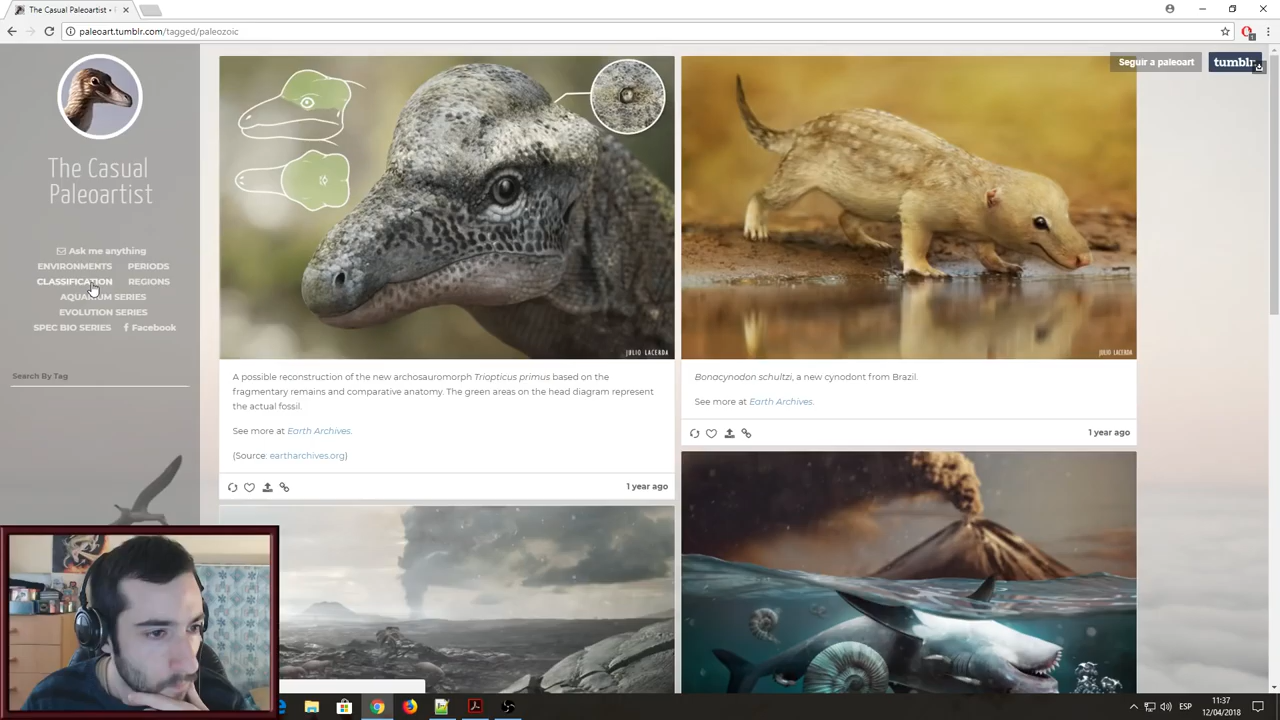 The Casual Paleoartist •
paleoart.tumblr.com/tagged/paleozoic
Seguir a paleoart
tumblr.
The Casual
Paleoartist
Ask me anything
ENVIRONMENTS PERIODS
CLASSIFICATION REGIONS
AQUARIUM SERIES
EVOLUTION SERIES
SPEC BIO SERIES Facebook
Search By Tag
JULIO LACERDA
A possible reconstruction of the new archosauromorph Triopticus primus based on the
fragmentary remains and comparative anatomy. The green areas on the head diagram represent
the actual fossil.
See more at Earth Archives.
(Source: eartharchives.org)
1 year ago
JULIO LACERDA
Bonacynodon schultzi, a new cynodont from Brazil.
See more at Earth Archives.
1 year ago
ESP
11:37
12/04/2018